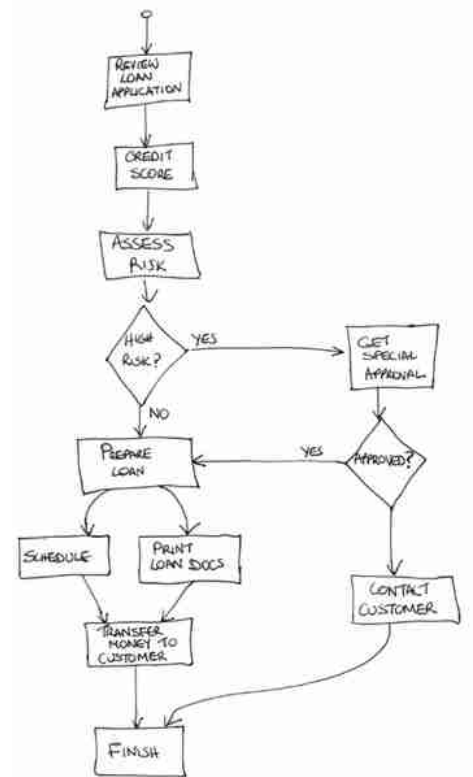 REVIEW
LOAN
APPLICATION
CREDIT
SCORE
ASSESS
RISK
HIGH
RISK?
YES
GET
SPECIAL
APPROVAL
NO
PREPARE
LOAN
YES
APPROVED?
SCHEDULE
PRINT
LOAN DOCS
CONTACT
CUSTOMER
TRANSFER
MONEY TO
CUSTOMER
FINISH